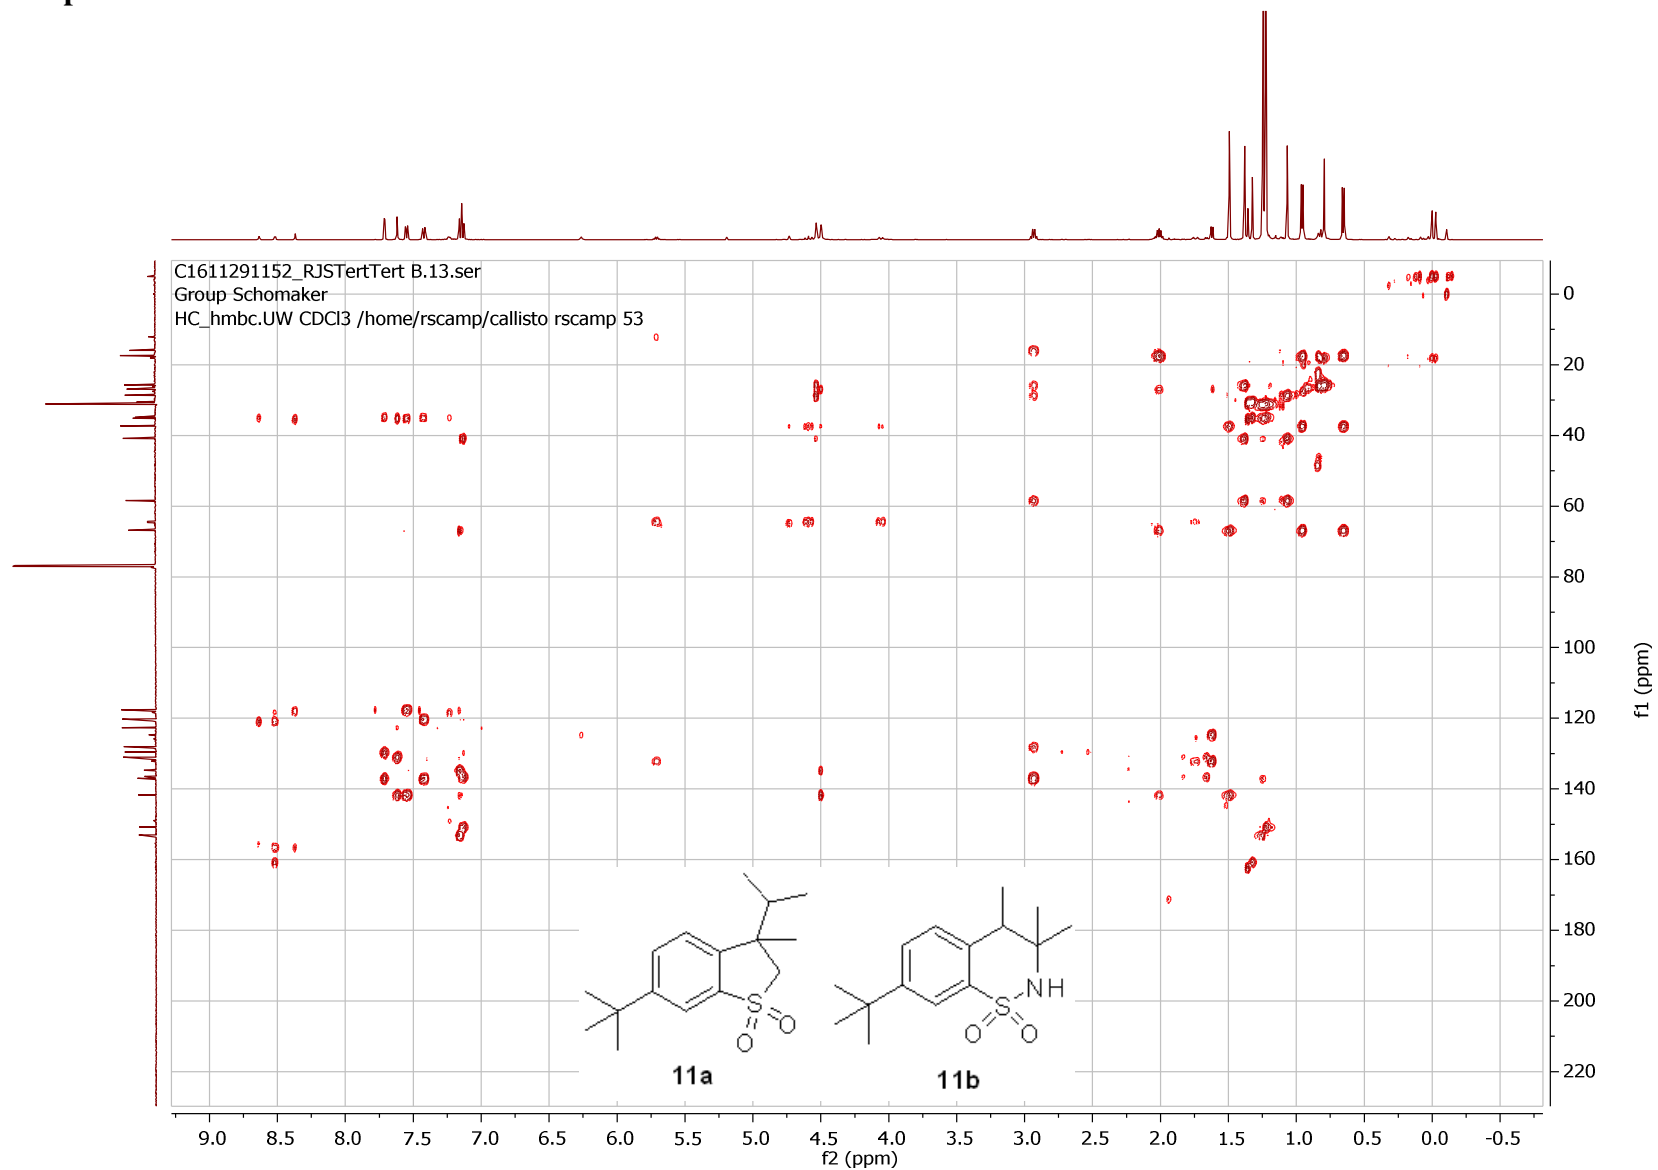 C1611291152_RJSTertTert B.13.ser
Group Schomaker
HC_hmbc.UW CDCl3 /home/rscamp/callisto rscamp 53
0
20
40
60
80
100
120
140
160
180
200
220
f1 (ppm)
S
O
O
11a
NH
S
O
O
11b
9.0 8.5 8.0 7.5 7.0 6.5 6.0 5.5 5.0 4.5 4.0 3.5 3.0 2.5 2.0 1.5 1.0 0.5 0.0 -0.5
f2 (ppm)